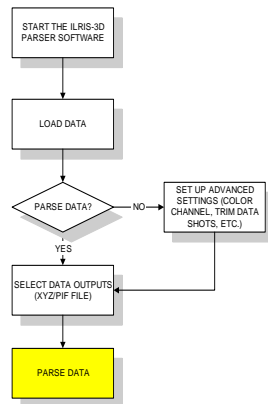 START THE ILRIS-3D
PARSER SOFTWARE
LOAD DATA
PARSE DATA?
NO
SET UP ADVANCED
SETTINGS (COLOR
CHANNEL, TRIM DATA
SHOTS, ETC.)
YES
SELECT DATA OUTPUTS
(XYZ/PIF FILE)
PARSE DATA